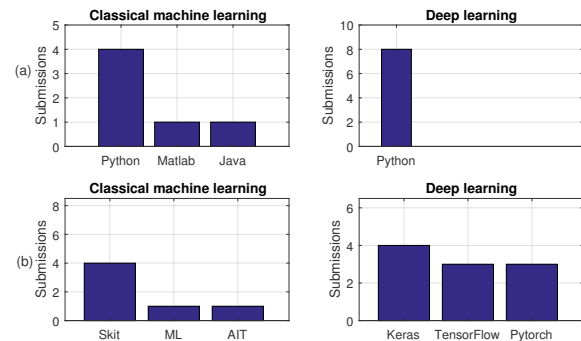 Classical machine learning
Deep learning
(a)
Submissions
5
4
3
2
1
0
Python Matlab Java
Submissions
10
8
6
4
2
0
Python
Classical machine learning
Deep learning
(b)
Submissions
8
6
4
2
0
Skit ML AIT
Submissions
6
4
2
0
Keras TensorFlow Pytorch